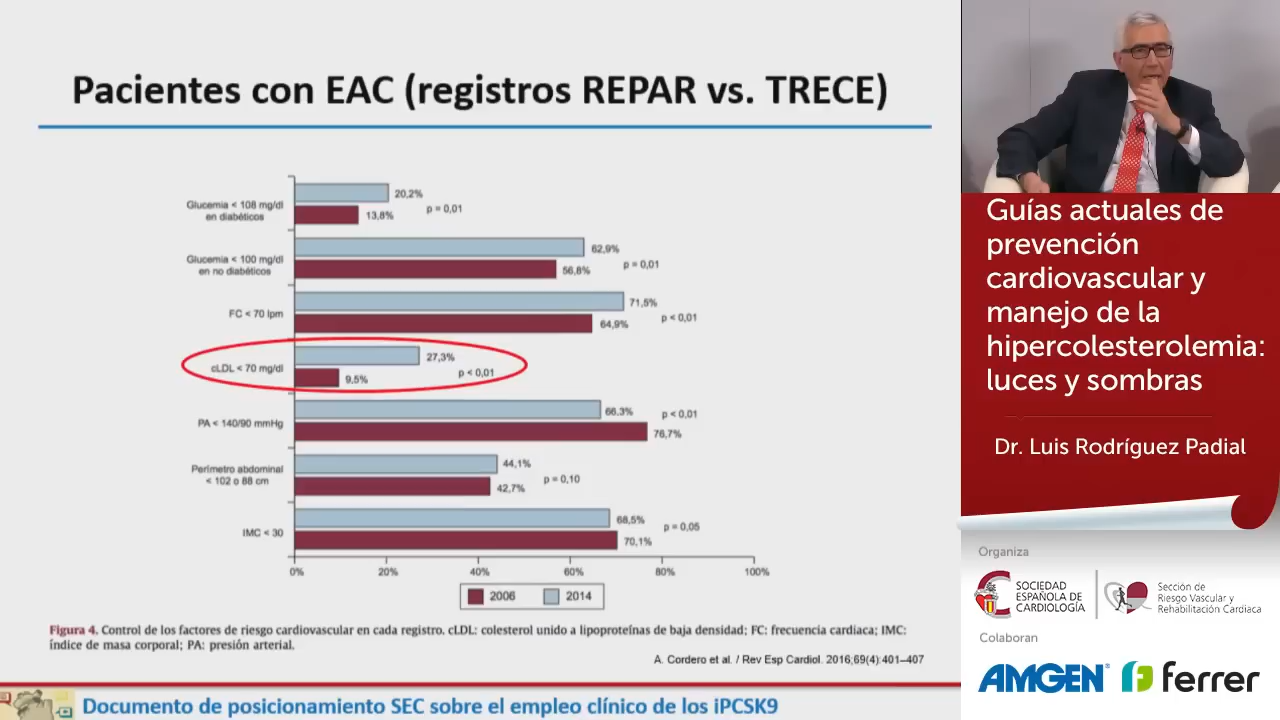 Pacientes con EAC (registros REPAR vs. TRECE)
Glucemia < 108 mg/dl
en diabéticos
20,2%
13,8%
p = 0,01
Glucemia < 100 mg/dl
en no diabéticos
62,9%
56,8%
p = 0,01
FC < 70 lpm
71,5%
64,9%
p < 0,01
cLDL < 70 mg/dl
27,3%
9,5%
p < 0,01
PA < 140/90 mmHg
66,3%
76,7%
p < 0,01
Perímetro abdominal
< 102 o 88 cm
44,1%
42,7%
p = 0,10
IMC < 30
68,5%
70,1%
p = 0,05
0% 20% 40% 60% 80% 100%
2006 2014
Figura 4. Control de los factores de riesgo cardiovascular en cada registro. cLDL: colesterol unido a lipoproteínas de baja densidad; FC: frecuencia cardiaca; IMC:
índice de masa corporal; PA: presión arterial.
A. Cordero et al. / Rev Esp Cardiol. 2016;69(4):401–407
Documento de posicionamiento SEC sobre el empleo clínico de los iPCSK9
Guías actuales de
prevención
cardiovascular y
manejo de la
hipercolesterolemia:
luces y sombras
Dr. Luis Rodríguez Padial
Organiza
SOCIEDAD
ESPAÑOLA DE
CARDIOLOGÍA
Sección de
Riesgo Vascular y
Rehabilitación Cardiaca
Colaboran
AMGEN®
ferrer